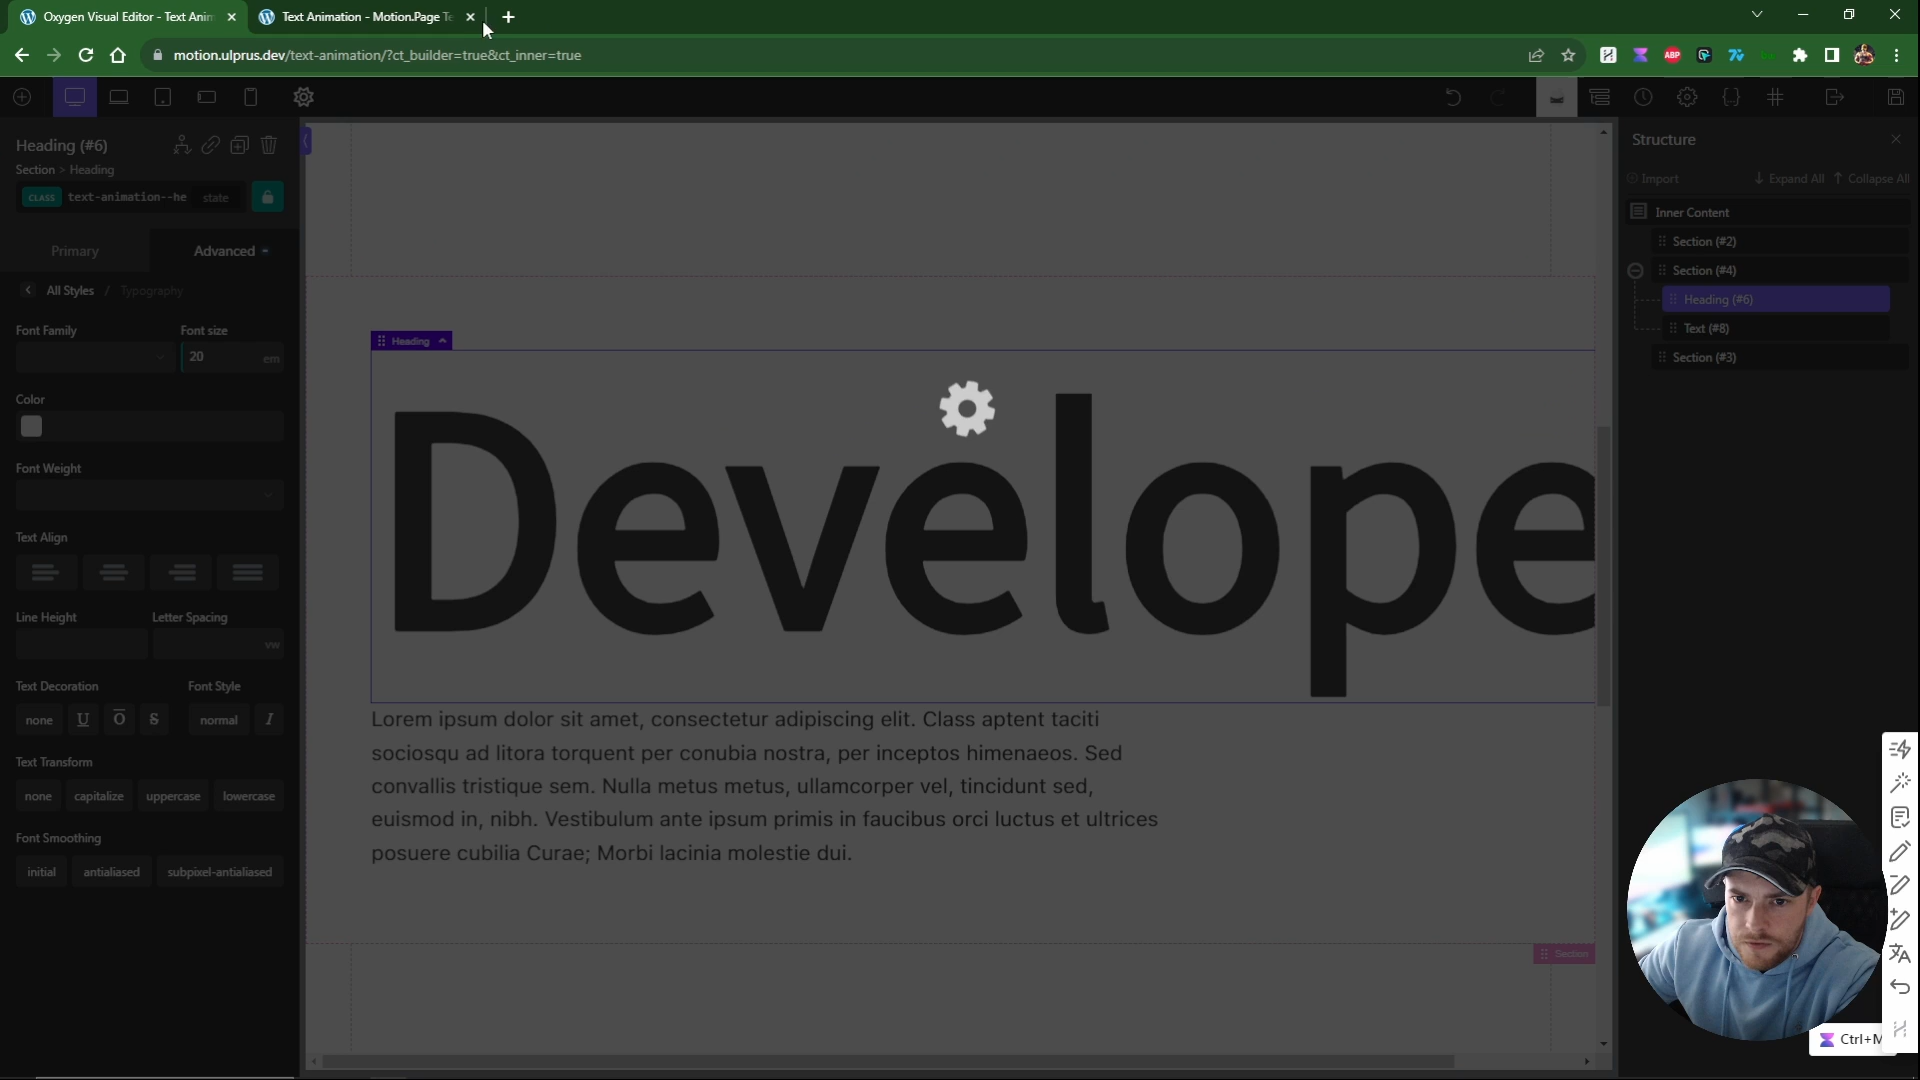 Oxygen Visual Editor - Text Anim
Text Animation - Motion.Page Te
motion.ulprus.dev/text-animation/?ct_builder=true&ct_inner=true
ABP
Heading (#6)
Section > Heading
CLASS text-animation--he state
Primary
Advanced
All Styles / Typography
Font Family
Font size
20 em
Color
Font Weight
Text Align
Line Height
Letter Spacing
vw
Text Decoration
Font Style
none U O S normal I
Text Transform
none capitalize uppercase lowercase
Font Smoothing
initial antialiased subpixel-antialiased
Heading
Develope
Lorem ipsum dolor sit amet, consectetur adipiscing elit. Class aptent taciti
sociosqu ad litora torquent per conubia nostra, per inceptos himenaeos. Sed
convallis tristique sem. Nulla metus metus, ullamcorper vel, tincidunt sed,
euismod in, nibh. Vestibulum ante ipsum primis in faucibus orci luctus et ultrices
posuere cubilia Curae; Morbi lacinia molestie dui.
Section
Structure
Import
Expand All
Collapse All
Inner Content
Section (#2)
Section (#4)
Heading (#6)
Text (#8)
Section (#3)
Ctrl+M